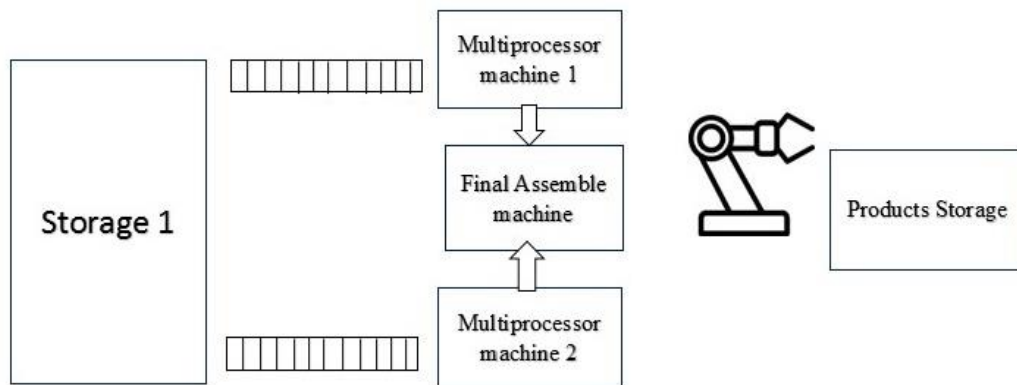 Storage 1
Multiprocessor
machine 1
Final Assemble
machine
Multiprocessor
machine 2
Products Storage